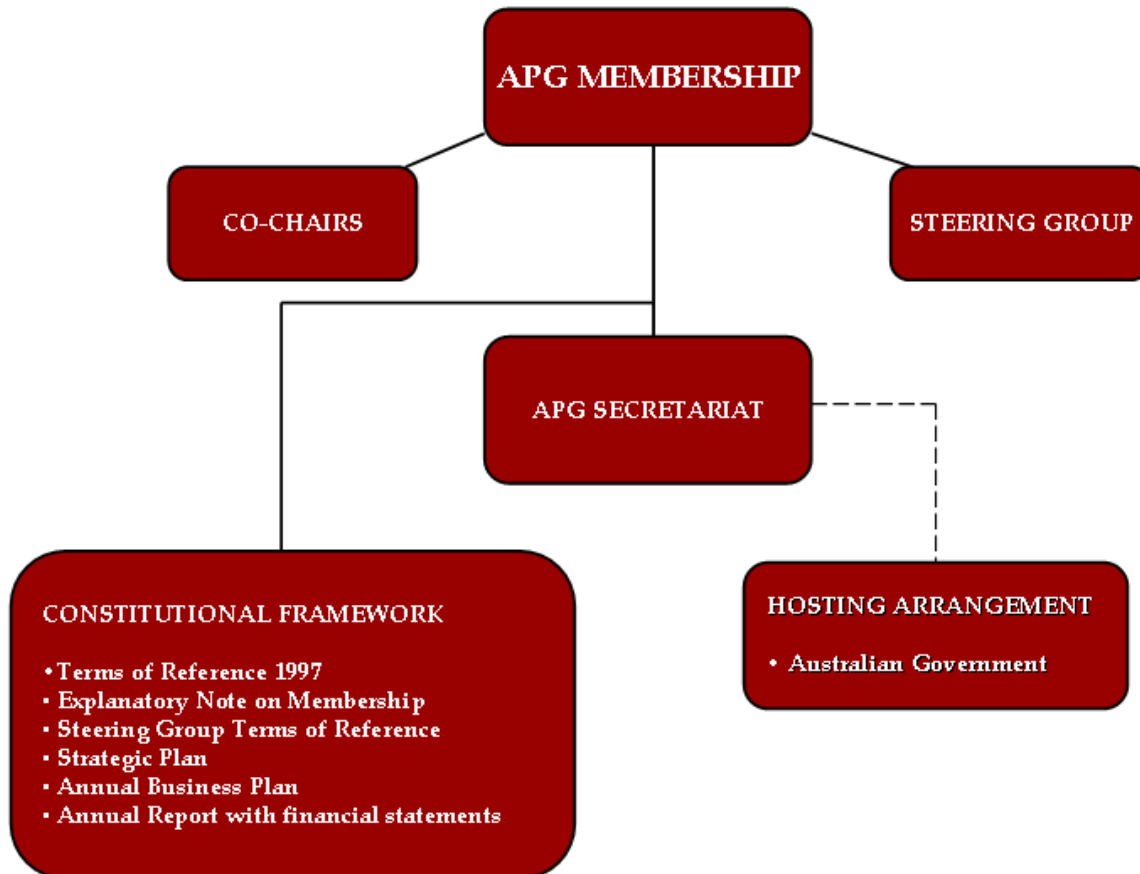 APG MEMBERSHIP
CO-CHAIRS
STEERING GROUP
APG SECRETARIAT
CONSTITUTIONAL FRAMEWORK
• Terms of Reference 1997
• Explanatory Note on Membership
• Steering Group Terms of Reference
• Strategic Plan
• Annual Business Plan
• Annual Report with financial statements
HOSTING ARRANGEMENT
• Australian Government